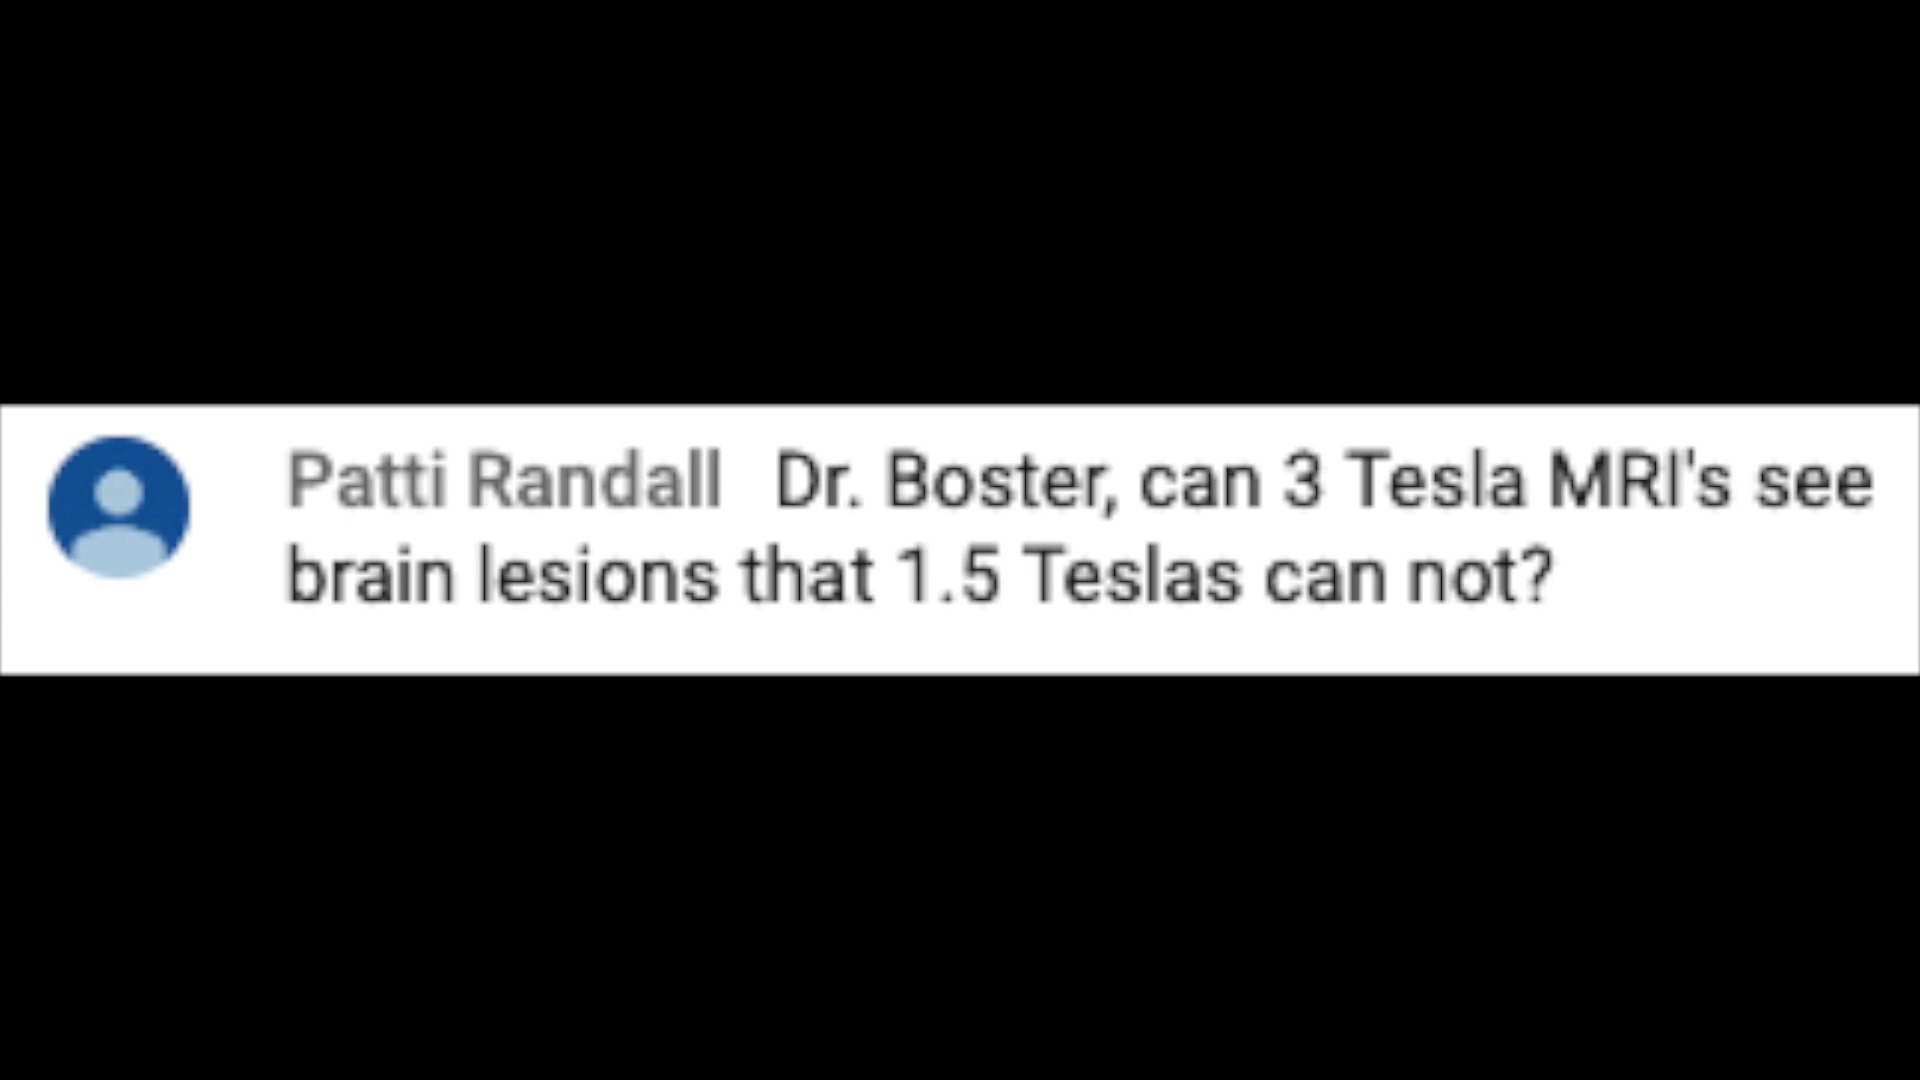 Patti Randall Dr. Boster, can 3 Tesla MRI's see
brain lesions that 1.5 Teslas can not?